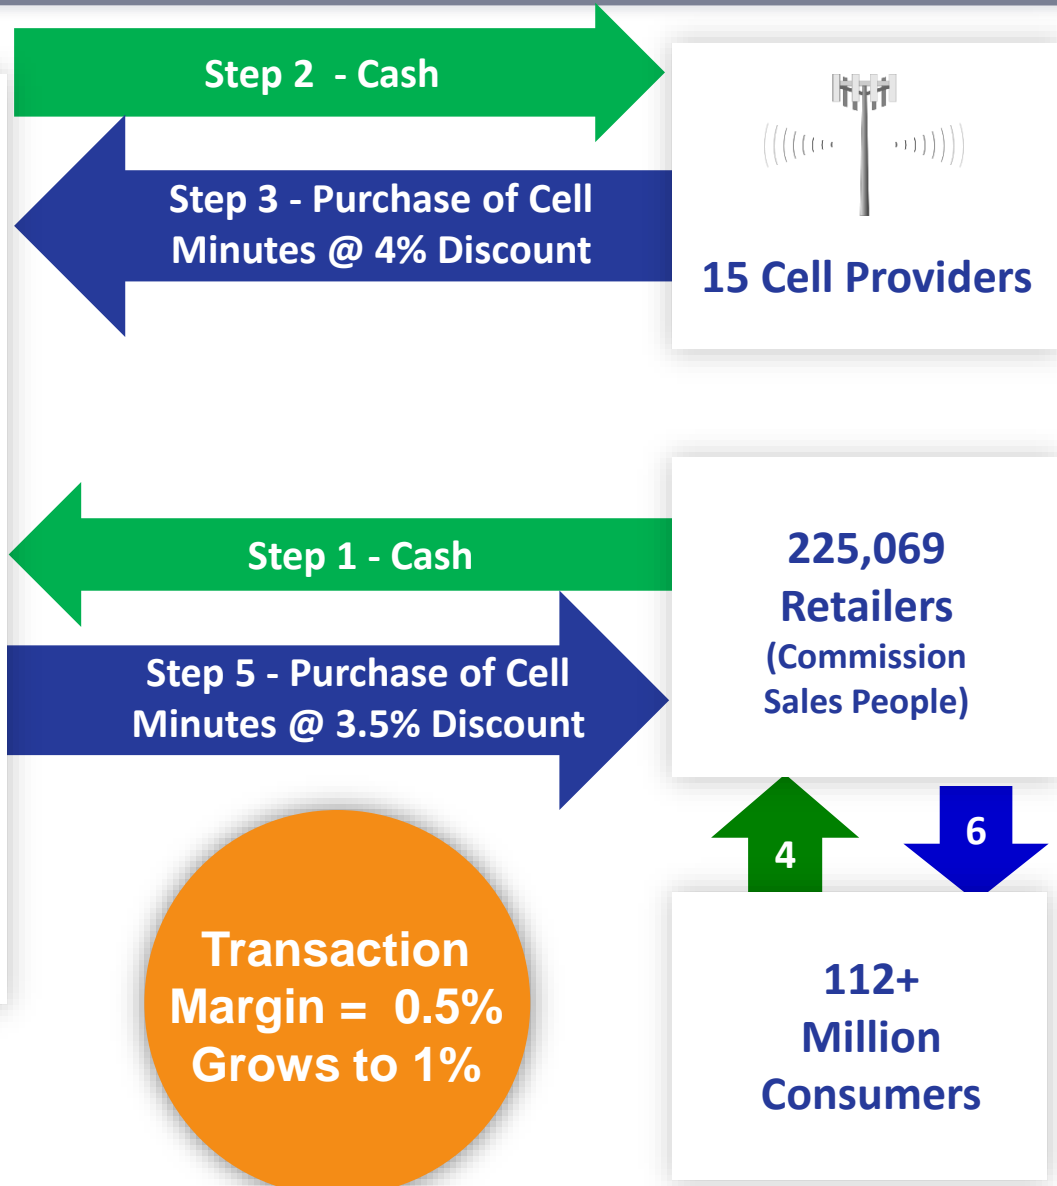 Step 2  - Cash
Step 3 - Purchase of Cell
Minutes @ 4% Discount
15 Cell Providers
Step 1 - Cash
Step 5 - Purchase of Cell
Minutes @ 3.5% Discount
225,069
Retailers
(Commission
Sales People)
4
6
Transaction
Margin =  0.5%
Grows to 1%
112+
Million
Consumers